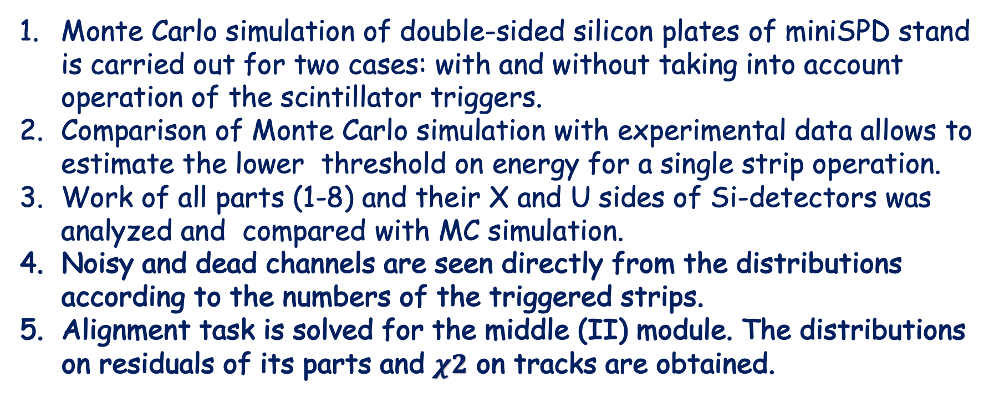 1. Monte Carlo simulation of double-sided silicon plates of miniSPD stand
is carried out for two cases: with and without taking into account
operation of the scintillator triggers.
2. Comparison of Monte Carlo simulation with experimental data allows to
estimate the lower  threshold on energy for a single strip operation.
3. Work of all parts (1-8) and their X and U sides of Si-detectors was
analyzed and  compared with MC simulation.
4. Noisy and dead channels are seen directly from the distributions
according to the numbers of the triggered strips.
5. Alignment task is solved for the middle (II) module. The distributions
on residuals of its parts and χ2 on tracks are obtained.